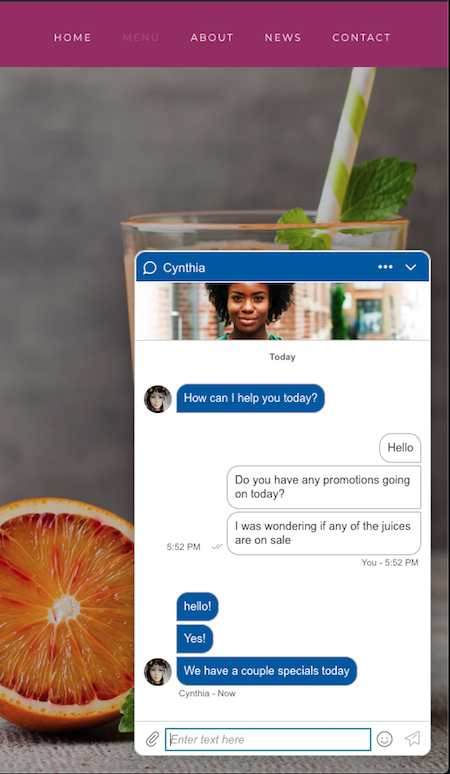 HOME MENU ABOUT NEWS CONTACT
Cynthia
Today
How can I help you today?
Hello
Do you have any promotions going
on today?
I was wondering if any of the juices
are on sale
5:52 PM
You - 5:52 PM
hello!
Yes!
We have a couple specials today
Cynthia - Now
Enter text here